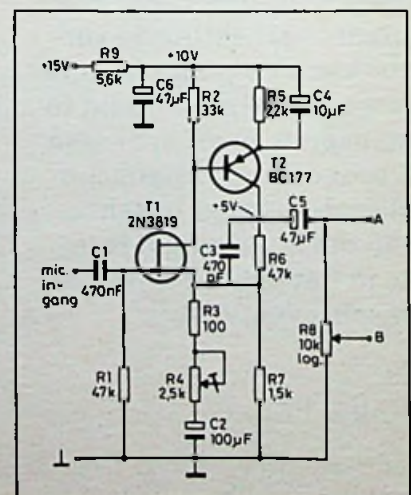 +15V
R9
5,6k
+10V
C6
47µF
R2
33k
R5
2,2k
C4
10µF
T2
BC177
T1
2N3819
+5V
C5
47µF
A
C1
470nF
mic.
in-
gang
C3
470
pF
R6
4,7k
R3
100
R8
10k
log.
B
R1
47k
R4
2,5k
R7
1,5k
C2
100µF